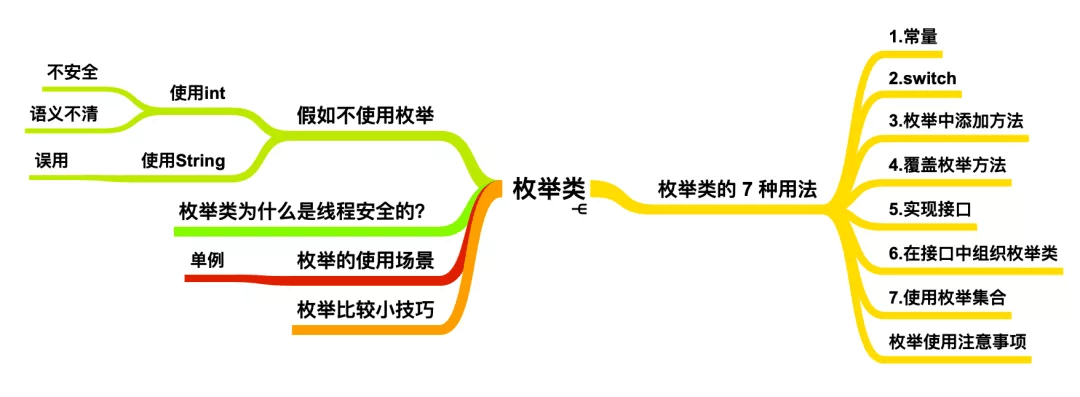 枚举类
假如不使用枚举
使用int
不安全
语义不清
使用String
误用
枚举类为什么是线程安全的?
枚举的使用场景
单例
枚举比较小技巧
枚举类的 7 种用法
1.常量
2.switch
3.枚举中添加方法
4.覆盖枚举方法
5.实现接口
6.在接口中组织枚举类
7.使用枚举集合
枚举使用注意事项